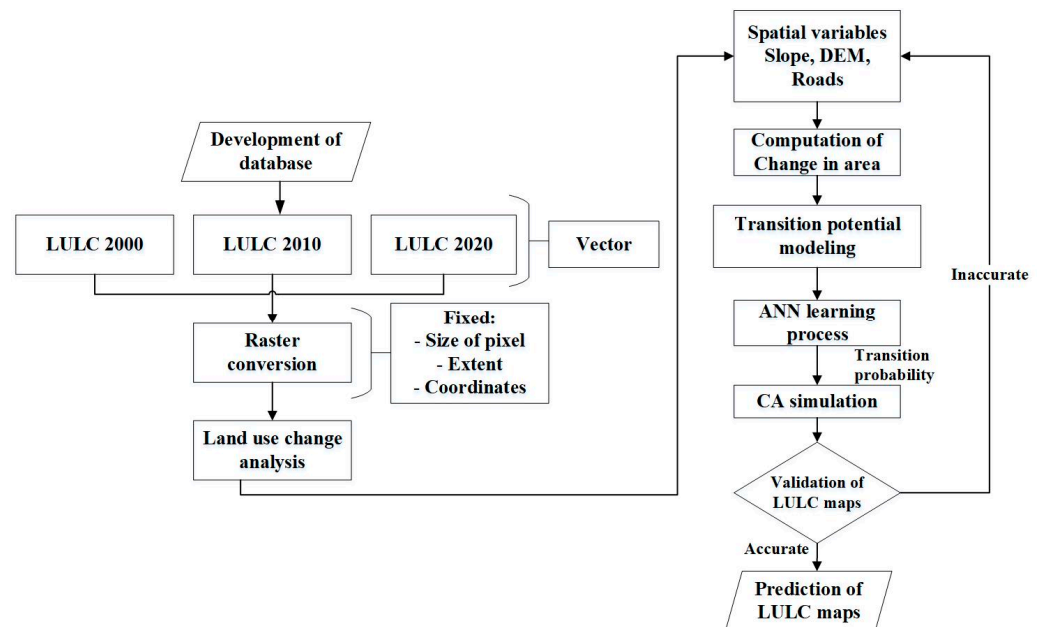 Development of
database
LULC 2000
LULC 2010
LULC 2020
Vector
Raster
conversion
Fixed:
- Size of pixel
- Extent
- Coordinates
Land use change
analysis
Spatial variables
Slope, DEM,
Roads
Computation of
Change in area
Transition potential
modeling
Inaccurate
ANN learning
process
Transition
probability
CA simulation
Validation of
LULC maps
Accurate
Prediction of
LULC maps